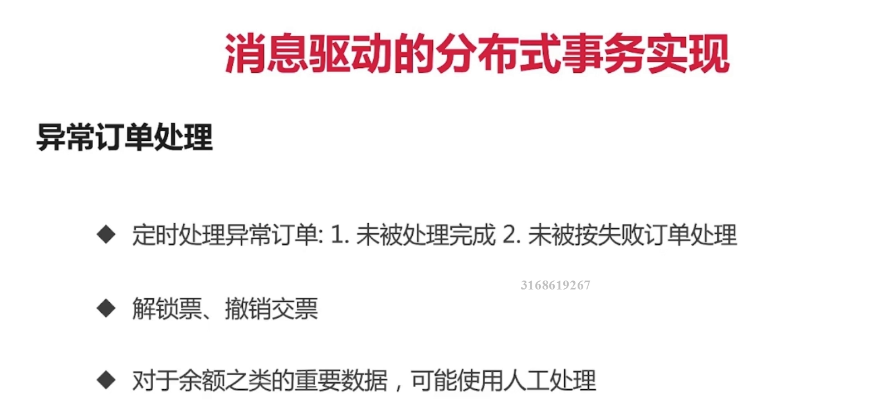 消息驱动的分布式事务实现
异常订单处理
◆ 定时处理异常订单: 1. 未被处理完成 2. 未被按失败订单处理
3168619267
◆ 解锁票、撤销交票
◆ 对于余额之类的重要数据，可能使用人工处理